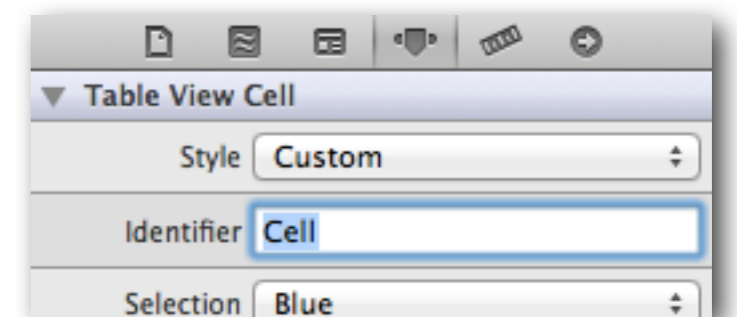 Table View Cell
Style Custom
Identifier Cell
Selection Blue